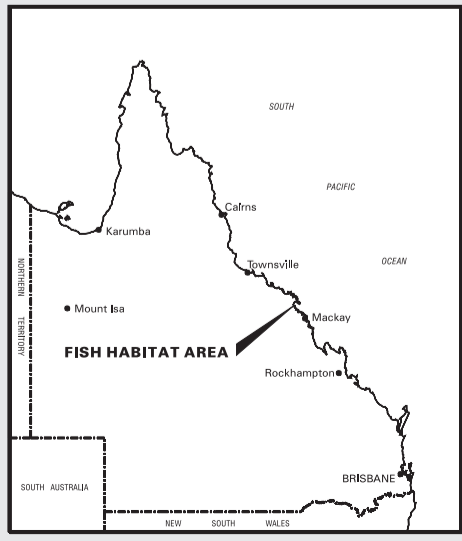 SOUTH
PACIFIC
OCEAN
Cairns
Karumba
Townsville
NORTHERN TERRITORY
Mount Isa
Mackay
FISH HABITAT AREA
Rockhampton
BRISBANE
SOUTH AUSTRALIA
NEW SOUTH WALES